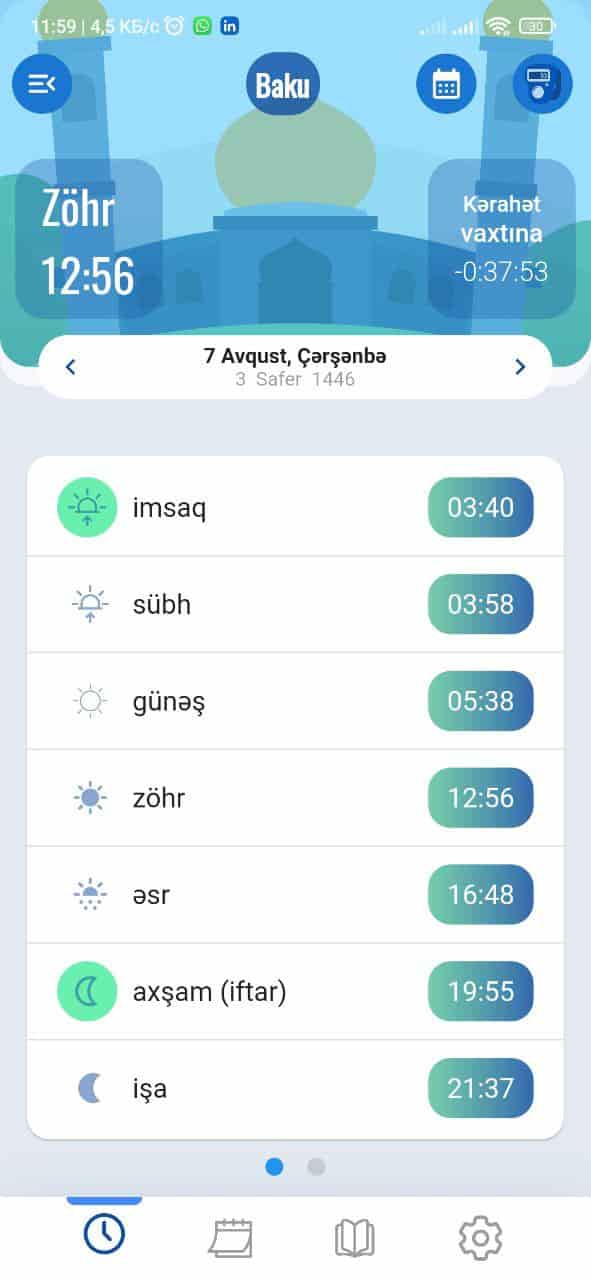 11:59 | 4,5 КБ/с
30
Baku
Zöhr
12:56
Kərahət
vaxtına
-0:37:53
7 Avqust, Çərşənbə
3 Safer 1446
imsaq 03:40
sübh 03:58
günəş 05:38
zöhr 12:56
əsr 16:48
axşam (iftar) 19:55
işa 21:37